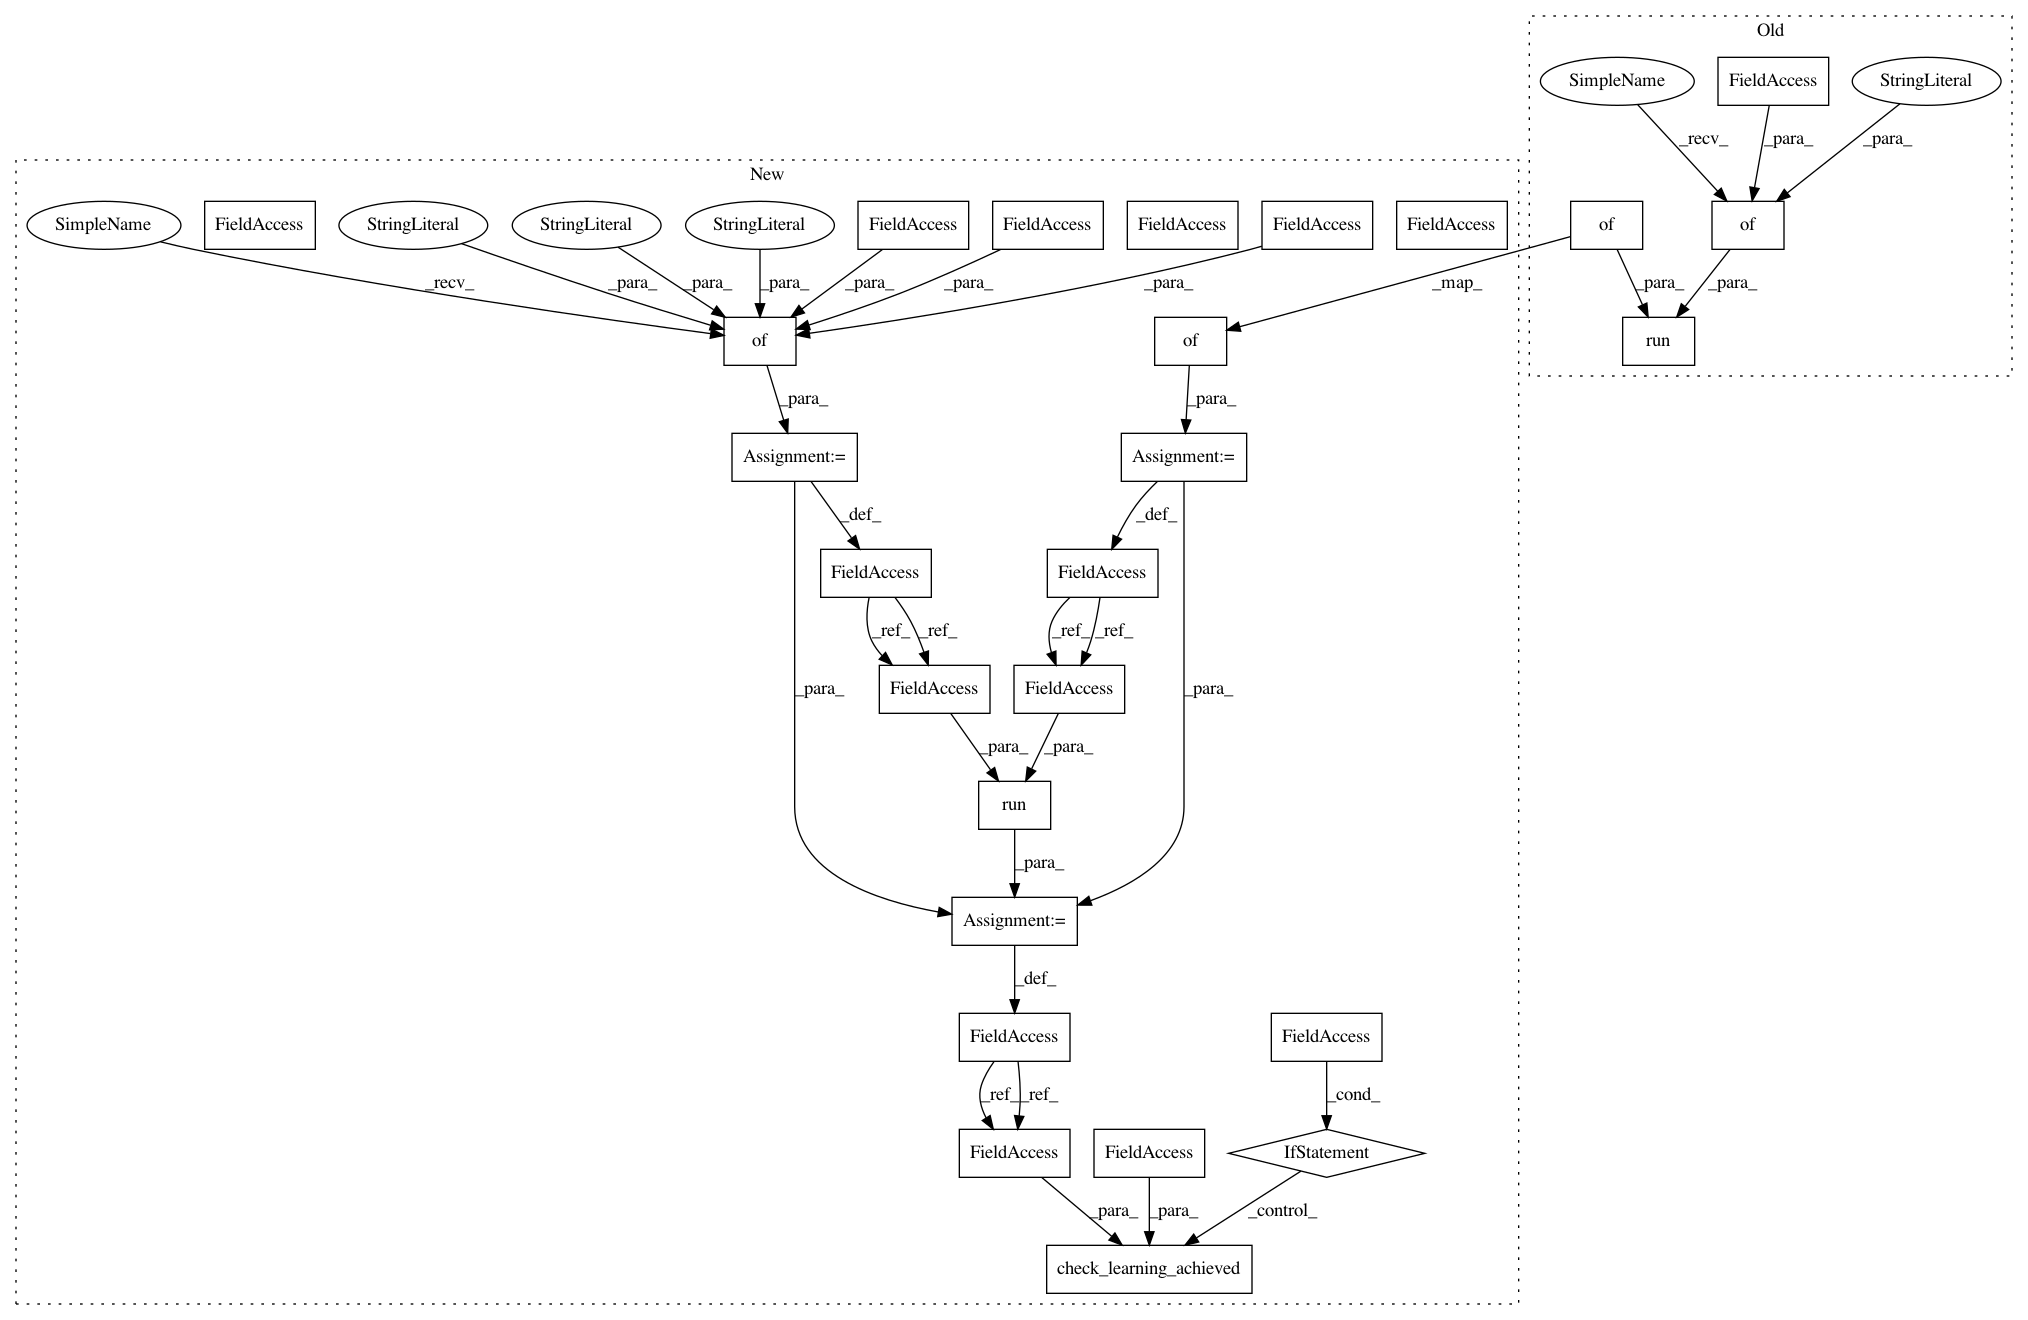 Old
SimpleName
FieldAccess
StringLiteral
_recv_
_para_
_para_
New
SimpleName
FieldAccess
StringLiteral
StringLiteral
StringLiteral
FieldAccess
FieldAccess
FieldAccess
FieldAccess
FieldAccess
of
of
_recv_
_para_
_para_
_para_
_para_
_para_
_para_
_map_
_para_
_para_
of
of
run
_para_
_para_
Assignment:=
Assignment:=
_def_
_def_
FieldAccess
FieldAccess
_ref_
_ref_
_ref_
_ref_
FieldAccess
FieldAccess
_para_
_para_
_para_
_para_
run
_para_
Assignment:=
_def_
FieldAccess
FieldAccess
_ref_
_ref_
_cond_
FieldAccess
FieldAccess
IfStatement
_para_
_para_
_control_
check_learning_achieved